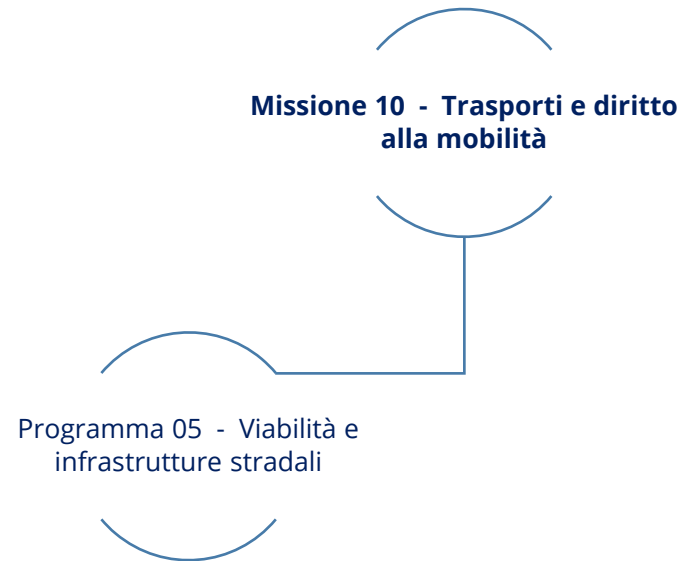 Missione 10 - Trasporti e diritto
alla mobilità
Programma 05 - Viabilità e
infrastrutture stradali